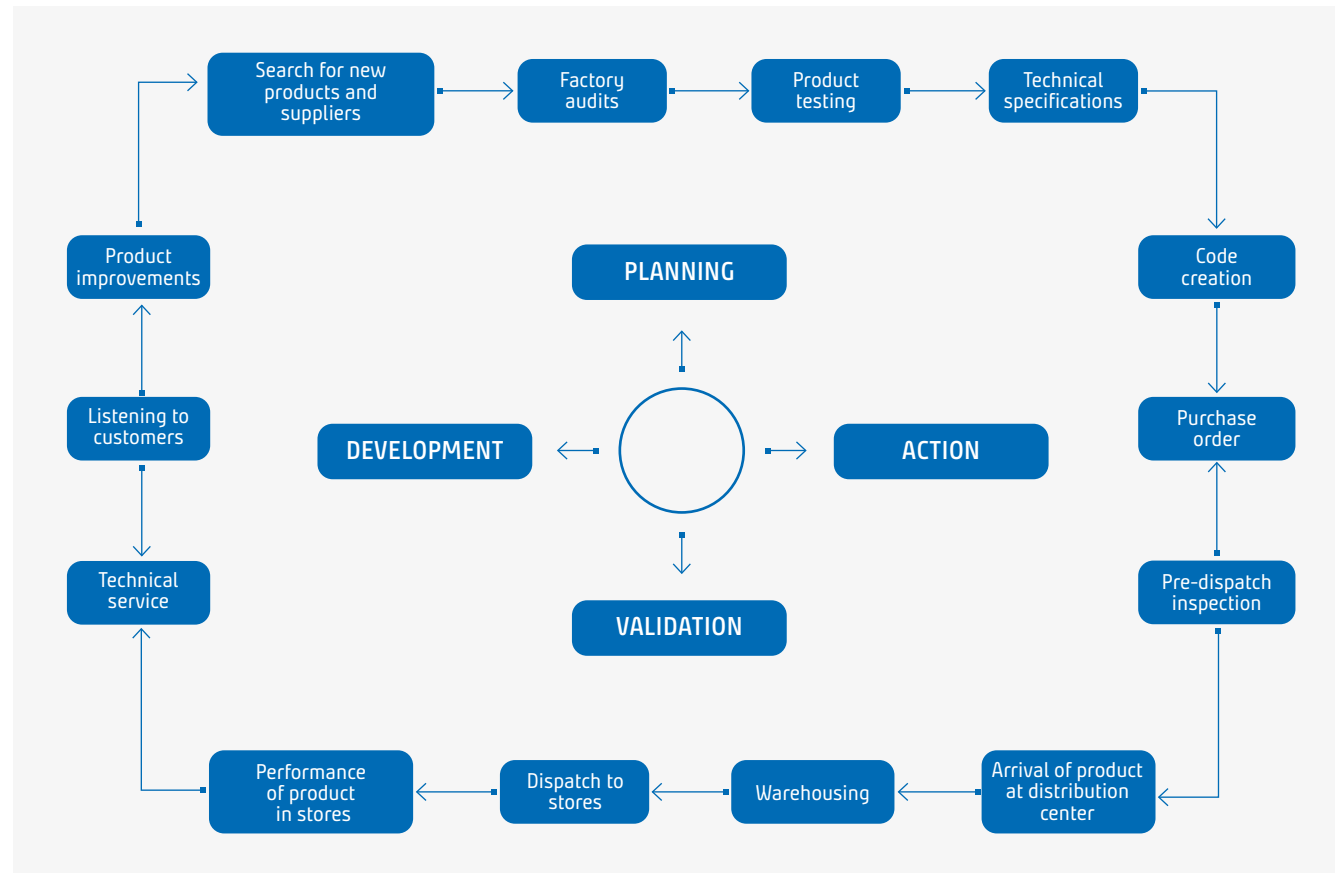 Search for new
products and
suppliers
Factory
audits
Product
testing
Technical
specifications
Product
improvements
PLANNING
Code
creation
Listening to
customers
DEVELOPMENT
ACTION
Purchase
order
Technical
service
VALIDATION
Pre-dispatch
inspection
Performance
of product
in stores
Dispatch to
stores
Warehousing
Arrival of product
at distribution
center